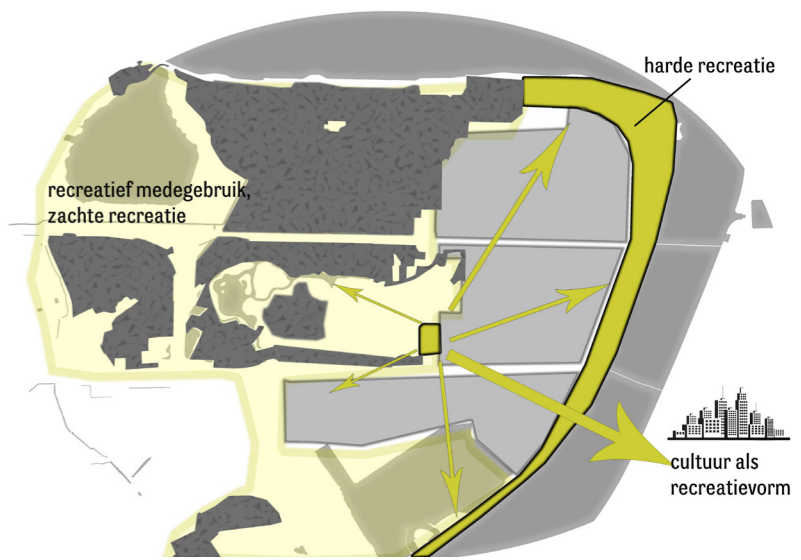 harde recreatie
recreatief medegebruik,
zachte recreatie
cultuur als
recreatievorm